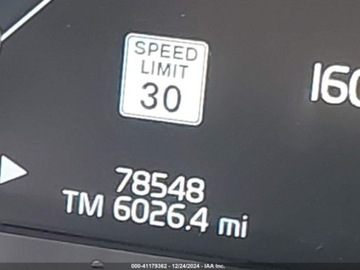 SPEED
LIMIT
30
160
78548
TM 6026.4 mi
000-41179362 - 12/24/2024 - IAA Inc.